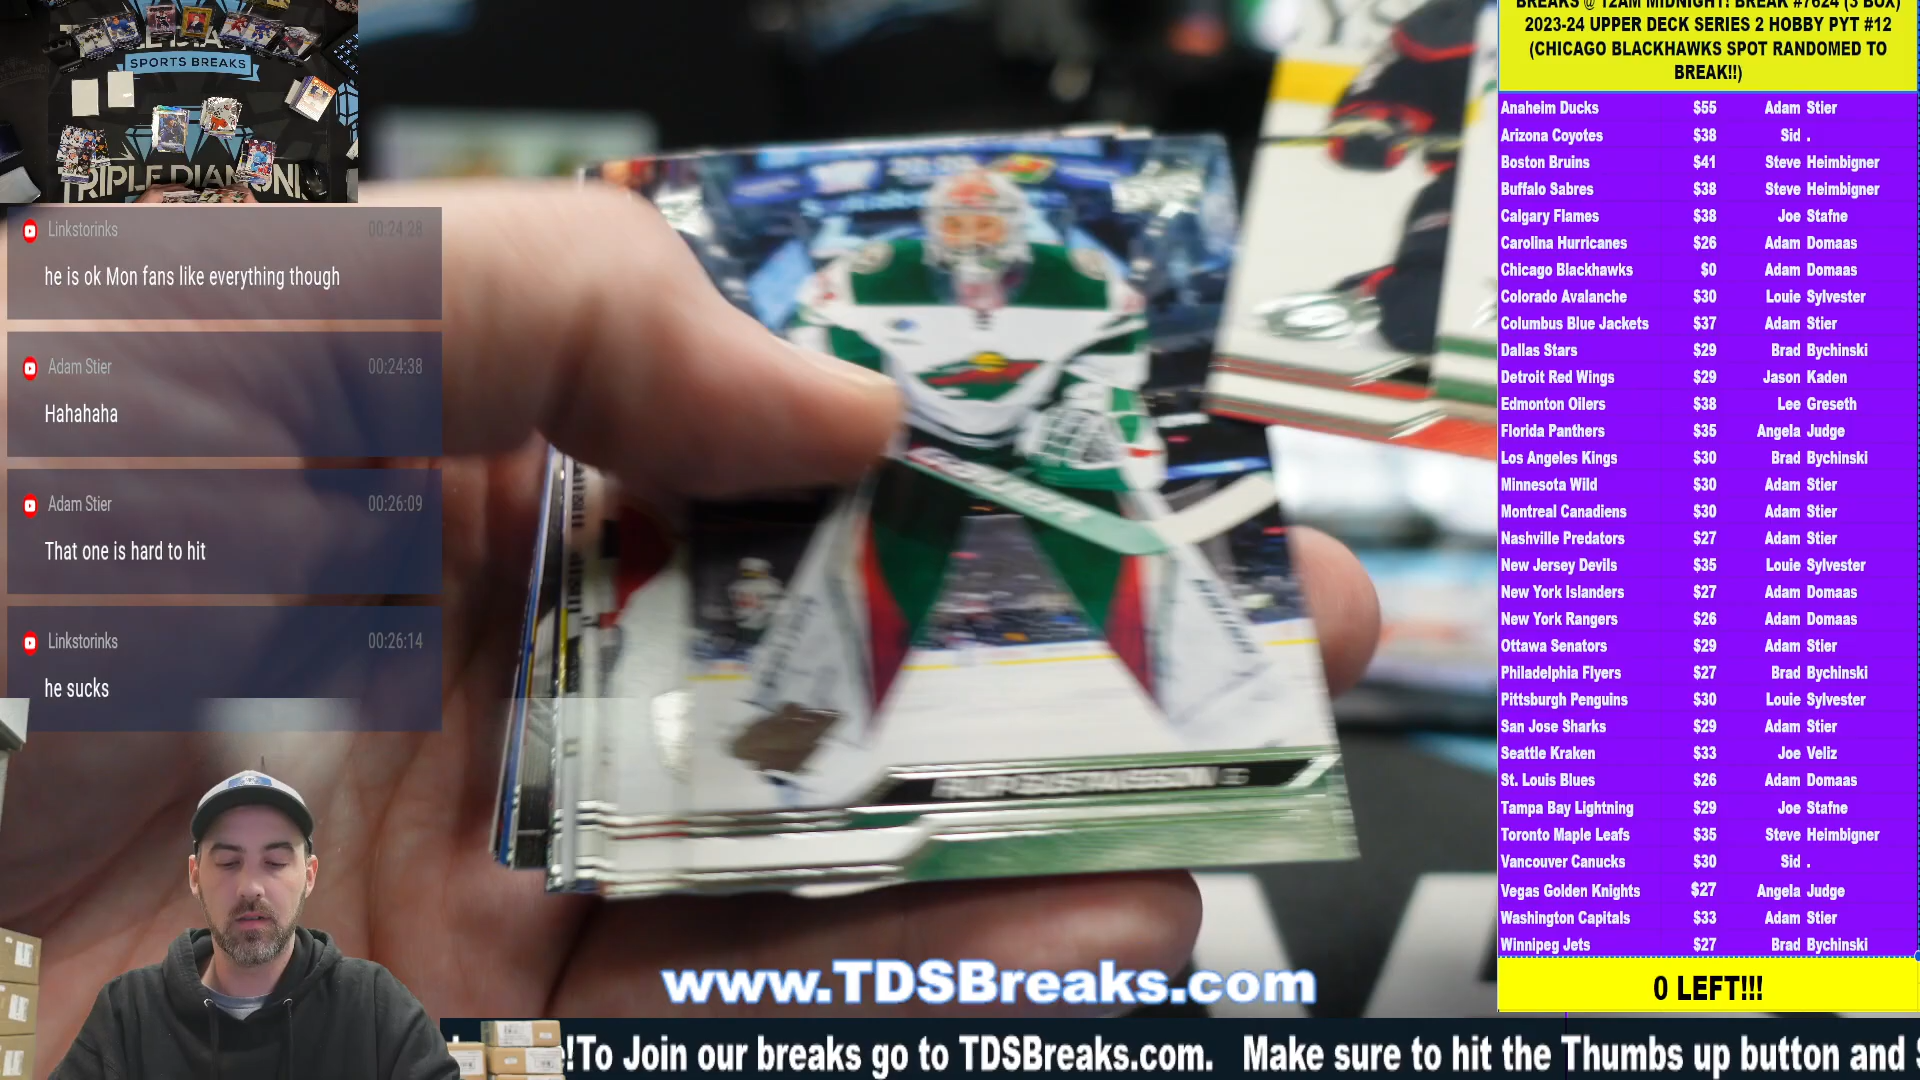 SPORTS BREAKS
TRIPLE DIAMOND
Linkstorinks 00:24:28
he is ok Mon fans like everything though
Adam Stier 00:24:38
Hahahaha
Adam Stier 00:26:09
That one is hard to hit
Linkstorinks 00:26:14
he sucks
FILIP GUSTAVSSON G
www.TDSBreaks.com
!To Join our breaks go to TDSBreaks.com. Make sure to hit the Thumbs up button and S
BREAKS @ 12AM MIDNIGHT! BREAK #7624 (3 BOX)
2023-24 UPPER DECK SERIES 2 HOBBY PYT #12
(CHICAGO BLACKHAWKS SPOT RANDOMED TO
BREAK!!)
Anaheim Ducks $55 Adam Stier
Arizona Coyotes $38 Sid .
Boston Bruins $41 Steve Heimbigner
Buffalo Sabres $38 Steve Heimbigner
Calgary Flames $38 Joe Stafne
Carolina Hurricanes $26 Adam Domaas
Chicago Blackhawks $0 Adam Domaas
Colorado Avalanche $30 Louie Sylvester
Columbus Blue Jackets $37 Adam Stier
Dallas Stars $29 Brad Bychinski
Detroit Red Wings $29 Jason Kaden
Edmonton Oilers $38 Lee Greseth
Florida Panthers $35 Angela Judge
Los Angeles Kings $30 Brad Bychinski
Minnesota Wild $30 Adam Stier
Montreal Canadiens $30 Adam Stier
Nashville Predators $27 Adam Stier
New Jersey Devils $35 Louie Sylvester
New York Islanders $27 Adam Domaas
New York Rangers $26 Adam Domaas
Ottawa Senators $29 Adam Stier
Philadelphia Flyers $27 Brad Bychinski
Pittsburgh Penguins $30 Louie Sylvester
San Jose Sharks $29 Adam Stier
Seattle Kraken $33 Joe Veliz
St. Louis Blues $26 Adam Domaas
Tampa Bay Lightning $29 Joe Stafne
Toronto Maple Leafs $35 Steve Heimbigner
Vancouver Canucks $30 Sid .
Vegas Golden Knights $27 Angela Judge
Washington Capitals $33 Adam Stier
Winnipeg Jets $27 Brad Bychinski
0 LEFT!!!